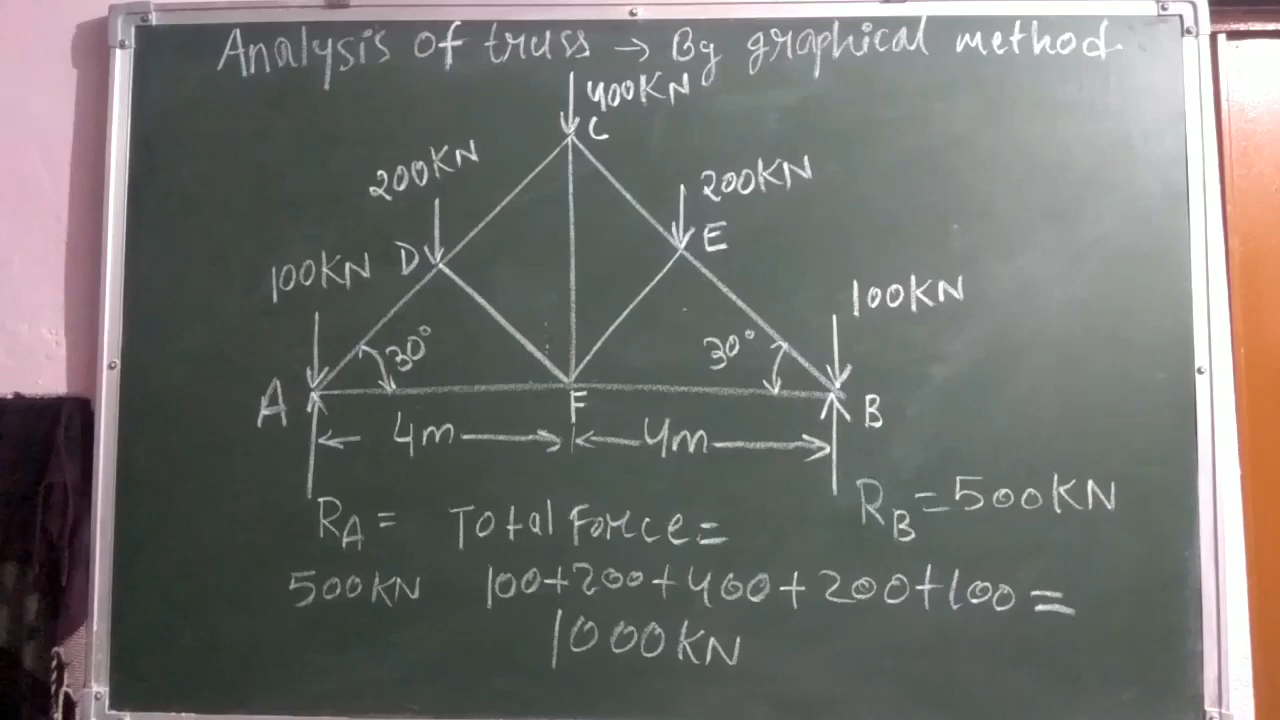 Analysis of truss → By graphical method
400KN
C
200KN
200KN
D
E
100KN
100KN
30°
30°
A
F
B
4m
4m
RA =
500KN
Total Force =
100+200+400+200+100=
1000KN
RB=500KN